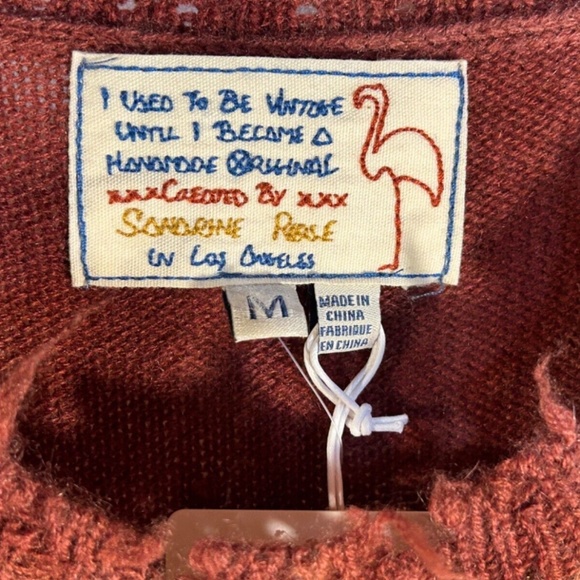 I USED TO BE VINTAGE
UNTIL I BECOME A
HANDMADE ORIGINAL
xxxCREATED BY xxx
SANDRINE ROSE
IN LOS ANGELES
M
MADE IN
CHINA
FABRIQUE
EN CHINA